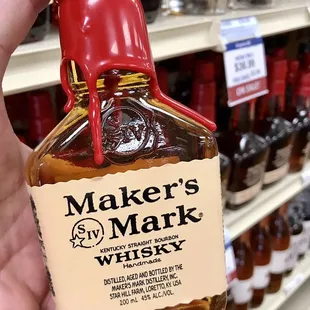 Maker's
Mark®
SIV
KENTUCKY STRAIGHT BOURBON
WHISKY
Handmade
DISTILLED, AGED AND BOTTLED BY THE
MAKER'S MARK DISTILLERY, INC.
STAR HILL FARM, LORETTO, KY. USA
200 mL 45% ALC./VOL.
SIV